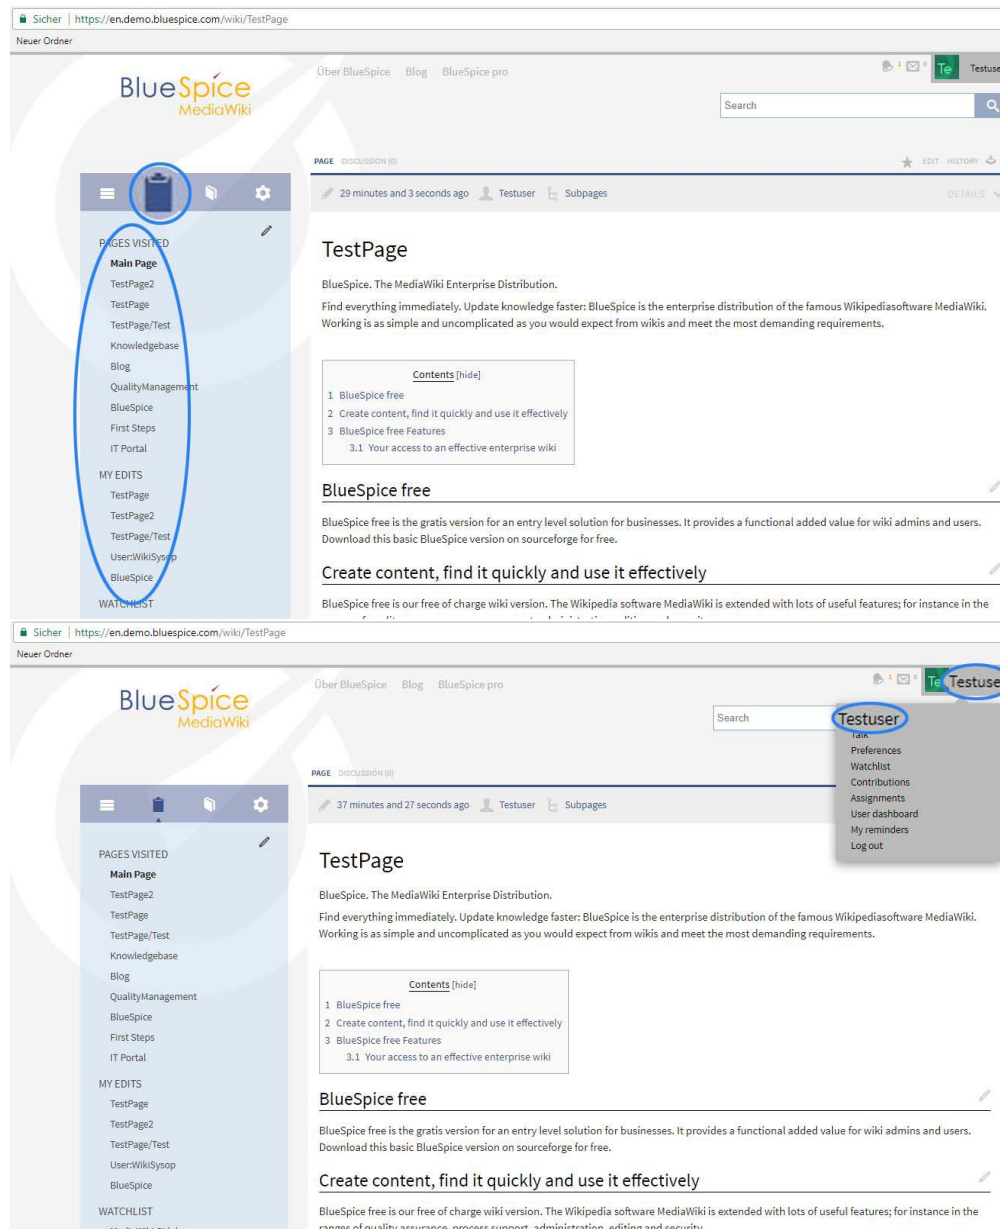 Sicher | https://en.demo.bluespice.com/wiki/TestPage
Neuer Ordner
BlueSpice
MediaWiki
Über BlueSpice Blog BlueSpice pro
1 0 Te Testuse
Search
PAGE DISCUSSION (0)
EDIT HISTORY
29 minutes and 3 seconds ago Testuser Subpages
DETAILS
PAGES VISITED
Main Page
TestPage2
TestPage
TestPage/Test
Knowledgebase
Blog
QualityManagement
BlueSpice
First Steps
IT Portal
MY EDITS
TestPage
TestPage2
TestPage/Test
User:WikiSysop
BlueSpice
WATCHLIST
TestPage
BlueSpice. The MediaWiki Enterprise Distribution.
Find everything immediately. Update knowledge faster: BlueSpice is the enterprise distribution of the famous Wikipediasoftware MediaWiki.
Working is as simple and uncomplicated as you would expect from wikis and meet the most demanding requirements.
Contents [hide]
1 BlueSpice free
2 Create content, find it quickly and use it effectively
3 BlueSpice free Features
3.1 Your access to an effective enterprise wiki
BlueSpice free
BlueSpice free is the gratis version for an entry level solution for businesses. It provides a functional added value for wiki admins and users.
Download this basic BlueSpice version on sourceforge for free.
Create content, find it quickly and use it effectively
BlueSpice free is our free of charge wiki version. The Wikipedia software MediaWiki is extended with lots of useful features; for instance in the
Sicher | https://en.demo.bluespice.com/wiki/TestPage
Neuer Ordner
BlueSpice
MediaWiki
Über BlueSpice Blog BlueSpice pro
1 0 Te Testuse
Search
Testuser
Talk
Preferences
Watchlist
Contributions
Assignments
User dashboard
My reminders
Log out
PAGE DISCUSSION (0)
37 minutes and 27 seconds ago Testuser Subpages
PAGES VISITED
Main Page
TestPage2
TestPage
TestPage/Test
Knowledgebase
Blog
QualityManagement
BlueSpice
First Steps
IT Portal
MY EDITS
TestPage
TestPage2
TestPage/Test
User:WikiSysop
BlueSpice
WATCHLIST
TestPage
BlueSpice. The MediaWiki Enterprise Distribution.
Find everything immediately. Update knowledge faster: BlueSpice is the enterprise distribution of the famous Wikipediasoftware MediaWiki.
Working is as simple and uncomplicated as you would expect from wikis and meet the most demanding requirements.
Contents [hide]
1 BlueSpice free
2 Create content, find it quickly and use it effectively
3 BlueSpice free Features
3.1 Your access to an effective enterprise wiki
BlueSpice free
BlueSpice free is the gratis version for an entry level solution for businesses. It provides a functional added value for wiki admins and users.
Download this basic BlueSpice version on sourceforge for free.
Create content, find it quickly and use it effectively
BlueSpice free is our free of charge wiki version. The Wikipedia software MediaWiki is extended with lots of useful features; for instance in the
ranges of quality assurance, process support, administration, editing and security.